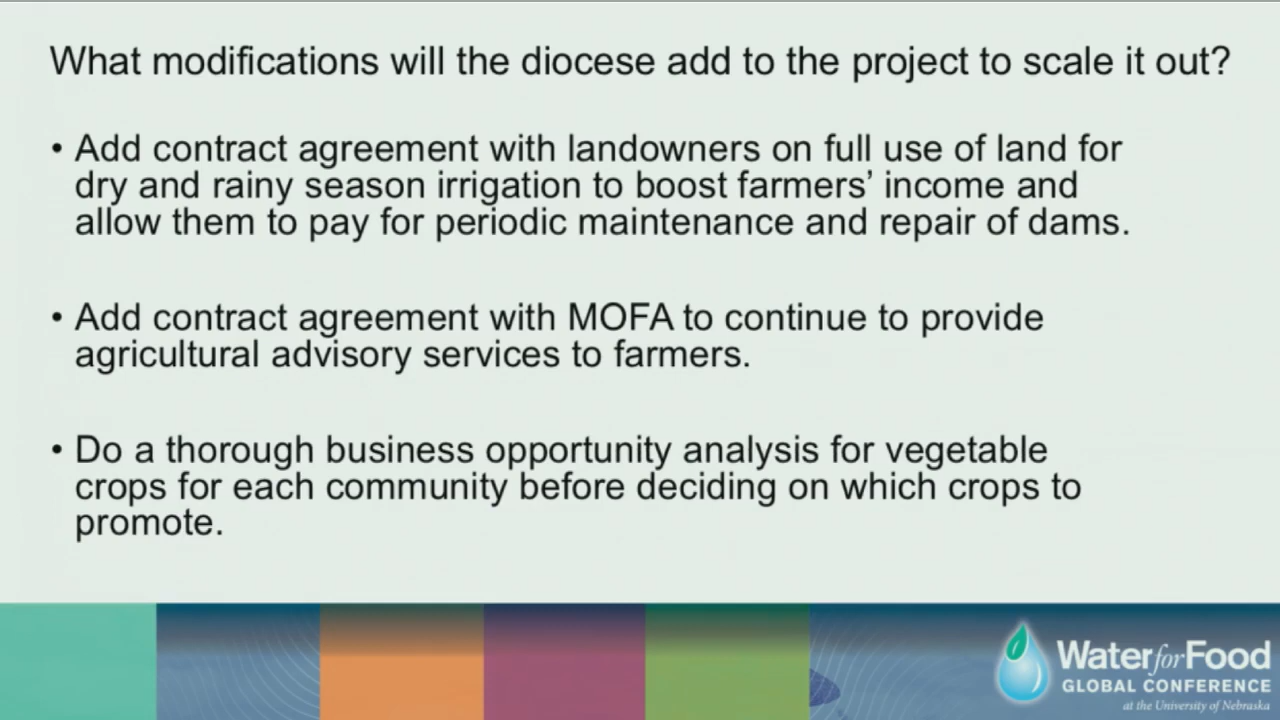 What modifications will the diocese add to the project to scale it out?
• Add contract agreement with landowners on full use of land for
dry and rainy season irrigation to boost farmers’ income and
allow them to pay for periodic maintenance and repair of dams.
• Add contract agreement with MOFA to continue to provide
agricultural advisory services to farmers.
• Do a thorough business opportunity analysis for vegetable
crops for each community before deciding on which crops to
promote.
Water for Food
GLOBAL CONFERENCE
at the University of Nebraska